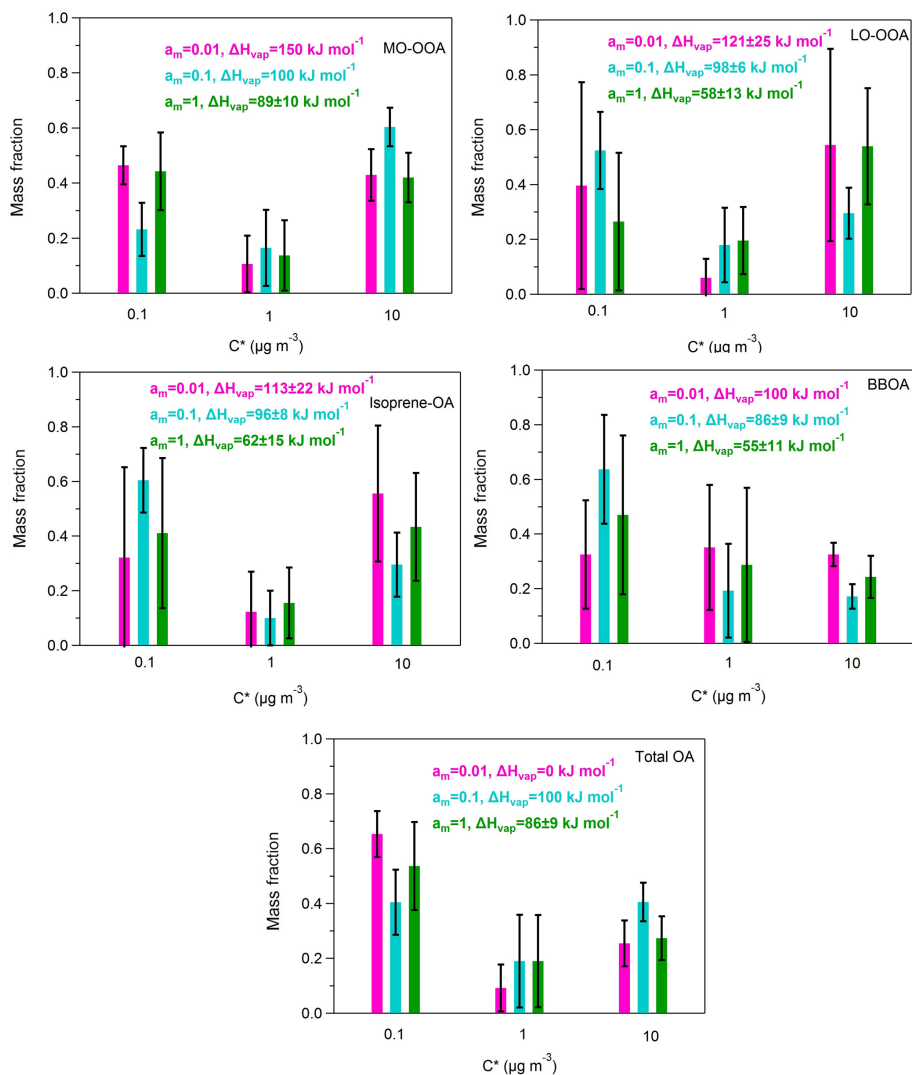 MO-OOA
a_m=0.01, ΔH_vap=150 kJ mol⁻¹
a_m=0.1, ΔH_vap=100 kJ mol⁻¹
a_m=1, ΔH_vap=89±10 kJ mol⁻¹
Mass fraction
1.0
0.8
0.6
0.4
0.2
0.0
0.1 1 10
C* (µg m⁻³)
LO-OOA
a_m=0.01, ΔH_vap=121±25 kJ mol⁻¹
a_m=0.1, ΔH_vap=98±6 kJ mol⁻¹
a_m=1, ΔH_vap=58±13 kJ mol⁻¹
Mass fraction
1.0
0.8
0.6
0.4
0.2
0.0
0.1 1 10
C* (µg m⁻³)
Isoprene-OA
a_m=0.01, ΔH_vap=113±22 kJ mol⁻¹
a_m=0.1, ΔH_vap=96±8 kJ mol⁻¹
a_m=1, ΔH_vap=62±15 kJ mol⁻¹
Mass fraction
1.0
0.8
0.6
0.4
0.2
0.0
0.1 1 10
C* (µg m⁻³)
BBOA
a_m=0.01, ΔH_vap=100 kJ mol⁻¹
a_m=0.1, ΔH_vap=86±9 kJ mol⁻¹
a_m=1, ΔH_vap=55±11 kJ mol⁻¹
Mass fraction
1.0
0.8
0.6
0.4
0.2
0.0
0.1 1 10
C* (µg m⁻³)
Total OA
a_m=0.01, ΔH_vap=0 kJ mol⁻¹
a_m=0.1, ΔH_vap=100 kJ mol⁻¹
a_m=1, ΔH_vap=86±9 kJ mol⁻¹
Mass fraction
1.0
0.8
0.6
0.4
0.2
0.0
0.1 1 10
C* (µg m⁻³)